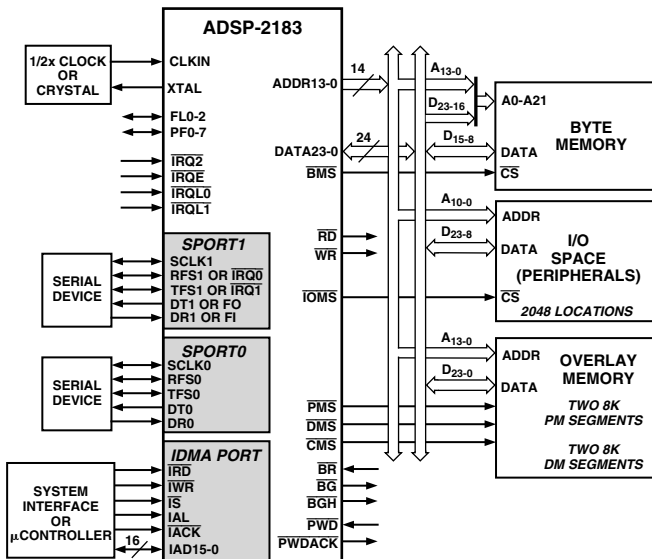 ADSP-2183
1/2x CLOCK
OR
CRYSTAL
CLKIN
XTAL
FL0-2
PF0-7
IRQ2
IRQE
IRQL0
IRQL1
SPORT1
SCLK1
RFS1 OR IRQ0
TFS1 OR IRQ1
DT1 OR FO
DR1 OR FI
SERIAL
DEVICE
SPORT0
SCLK0
RFS0
TFS0
DT0
DR0
SERIAL
DEVICE
IDMA PORT
IRD
IWR
IS
IAL
IACK
IAD15-0
16
SYSTEM
INTERFACE
OR
µCONTROLLER
ADDR13-0
14
DATA23-0
24
BMS
RD
WR
IOMS
PMS
DMS
CMS
BR
BG
BGH
PWD
PWDACK
A13-0
D23-16
D15-8
A0-A21
BYTE
MEMORY
DATA
CS
A10-0
D23-8
ADDR
I/O
SPACE
(PERIPHERALS)
DATA
CS
2048 LOCATIONS
A13-0
D23-0
ADDR
OVERLAY
MEMORY
DATA
TWO 8K
PM SEGMENTS
TWO 8K
DM SEGMENTS